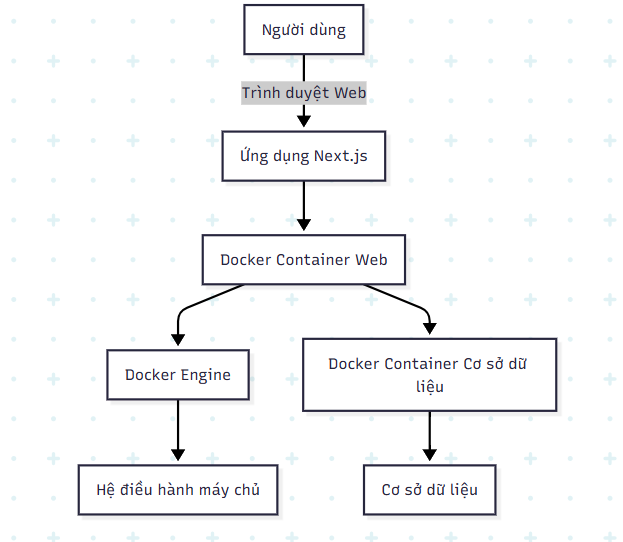 Người dùng
Trình duyệt Web
Ứng dụng Next.js
Docker Container Web
Docker Engine
Docker Container Cơ sở dữ
liệu
Hệ điều hành máy chủ
Cơ sở dữ liệu